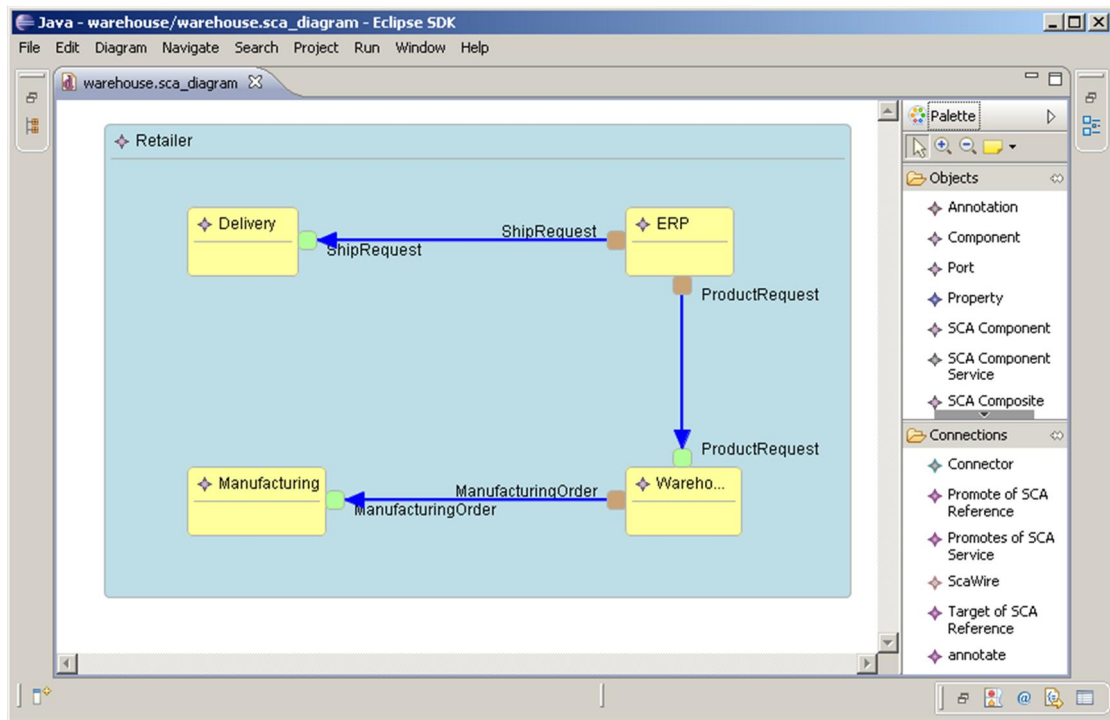 Java - warehouse/warehouse.sca_diagram - Eclipse SDK
File Edit Diagram Navigate Search Project Run Window Help
warehouse.sca_diagram
Retailer
Delivery
ShipRequest
ShipRequest
ERP
ProductRequest
ProductRequest
Manufacturing
ManufacturingOrder
ManufacturingOrder
Wareho...
Palette
Objects
Annotation
Component
Port
Property
SCA Component
SCA Component
Service
SCA Composite
Connections
Connector
Promote of SCA
Reference
Promotes of SCA
Service
ScaWire
Target of SCA
Reference
annotate